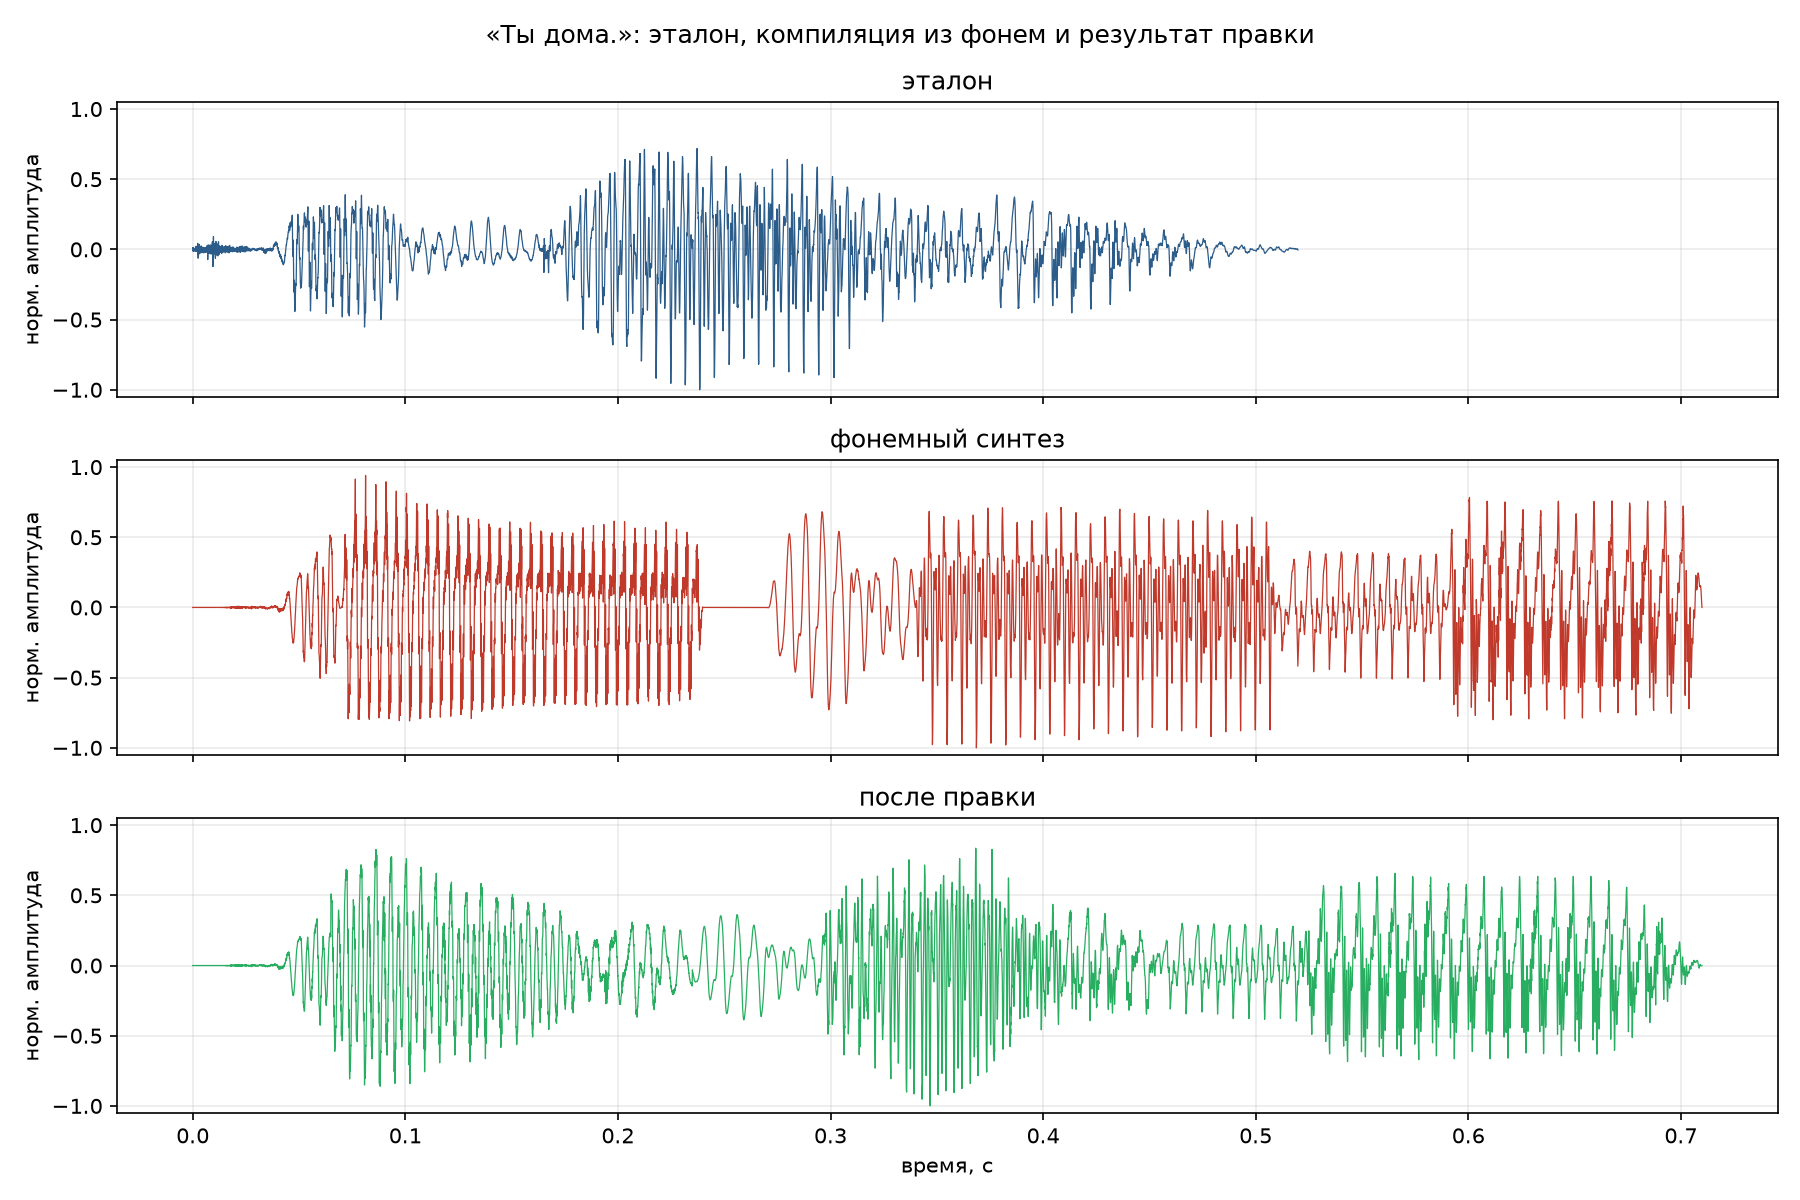 «Ты дома.»: эталон, компиляция из фонем и результат правки
эталон
норм. амплитуда
1.0
0.5
0.0
−0.5
−1.0
фонемный синтез
норм. амплитуда
1.0
0.5
0.0
−0.5
−1.0
после правки
норм. амплитуда
1.0
0.5
0.0
−0.5
−1.0
0.0 0.1 0.2 0.3 0.4 0.5 0.6 0.7
время, с